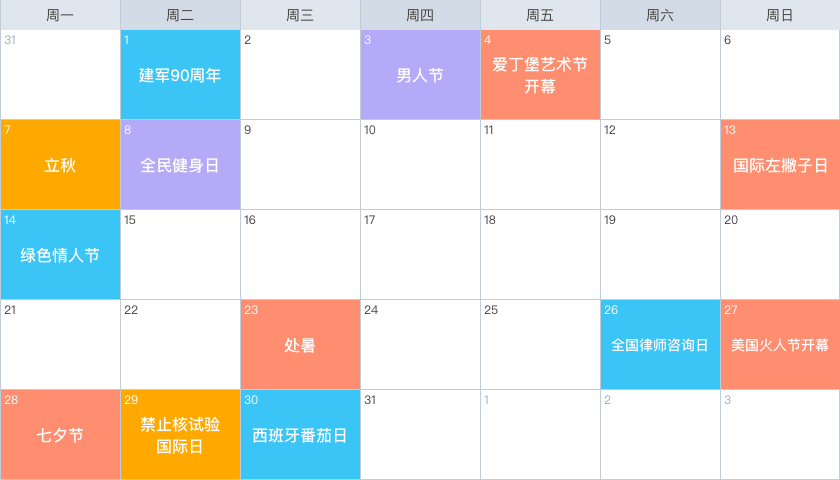 周一 周二 周三 周四 周五 周六 周日
31 1 2 3 4 5 6
建军90周年 男人节 爱丁堡艺术节
开幕
7 8 9 10 11 12 13
立秋 全民健身日 国际左撇子日
14 15 16 17 18 19 20
绿色情人节
21 22 23 24 25 26 27
处暑 全国律师咨询日 美国火人节开幕
28 29 30 31 1 2 3
七夕节 禁止核试验
国际日 西班牙番茄日